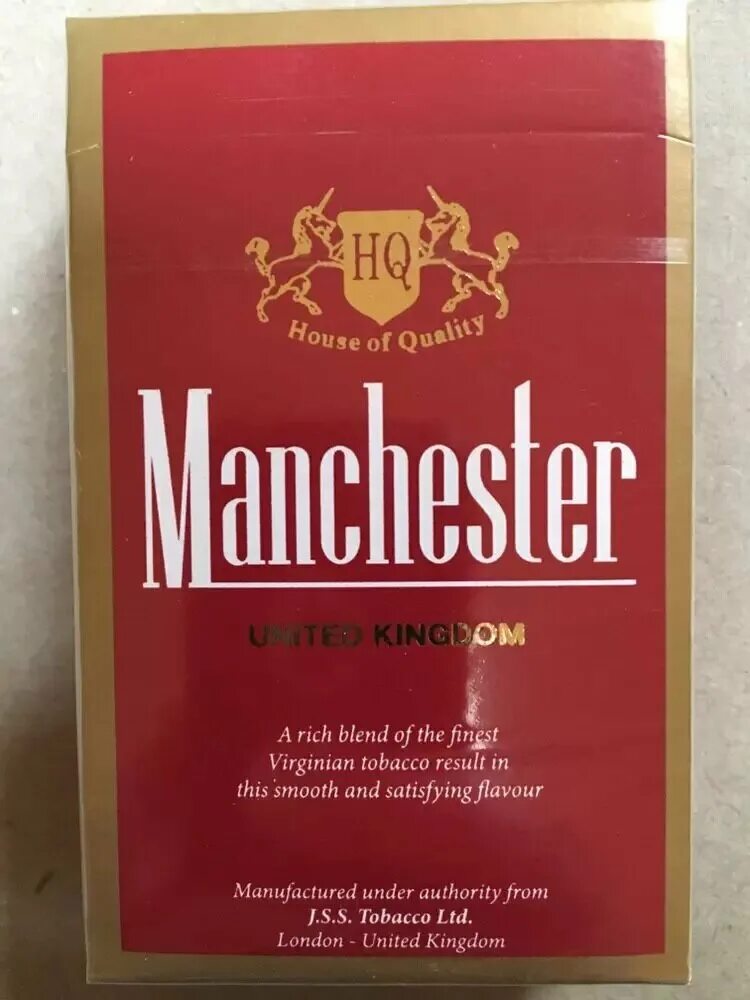 HQ
House of Quality
Manchester
UNITED KINGDOM
A rich blend of the finest
Virginian tobacco result in
this smooth and satisfying flavour
Manufactured under authority from
J.S.S. Tobacco Ltd.
London - United Kingdom